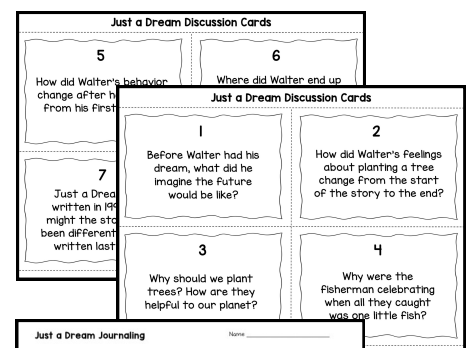 Just a Dream Discussion Cards
5
How did Walter's behavior
change after h
from his first
6
Where did Walter end up
7
Just a Drea
written in 199
might the sto
been different
written last
Just a Dream Discussion Cards
1
Before Walter had his
dream, what did he
imagine the future
would be like?
2
How did Walter's feelings
about planting a tree
change from the start
of the story to the end?
3
Why should we plant
trees? How are they
helpful to our planet?
4
Why were the
fisherman celebrating
when all they caught
was one little fish?
Just a Dream Journaling
Name